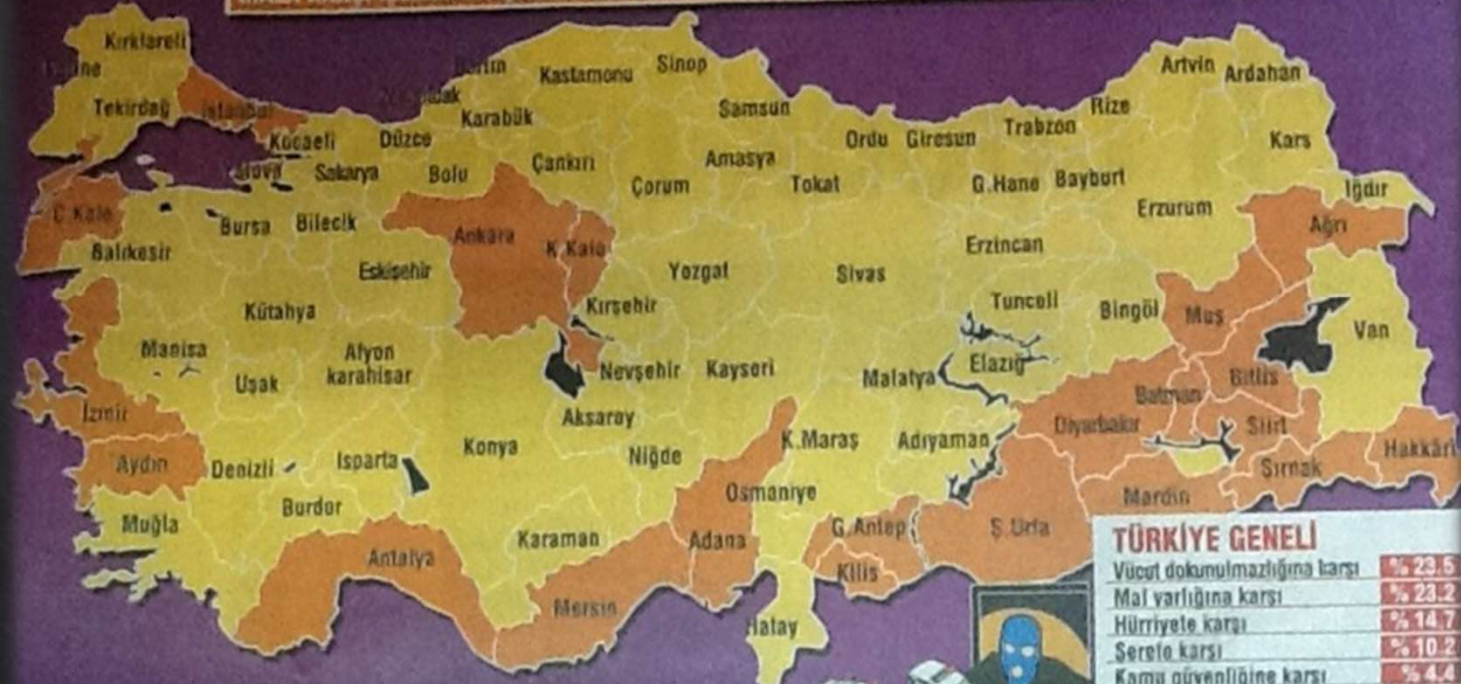 Kırklareli
Tekirdağ
İstanbul
Kocaeli
Sakarya
Düzce
Bolu
Karabük
Kastamonu
Sinop
Çankırı
Samsun
Amasya
Çorum
Tokat
Ordu
Giresun
Trabzon
Rize
Artvin
Ardahan
Kars
G.Hane
Bayburt
Erzurum
Iğdır
Ağrı
Ç.Kale
Balıkesir
Bursa
Bilecik
Eskişehir
Ankara
K.Kale
Kırşehir
Yozgat
Sivas
Erzincan
Tunceli
Bingöl
Muş
Van
Kütahya
Manisa
Uşak
Afyon
karahisar
Nevşehir
Kayseri
Malatya
Elazığ
Batman
Bitlis
İzmir
Aydın
Denizli
Isparta
Konya
Aksaray
Niğde
K.Maraş
Adıyaman
Diyarbakır
Siirt
Şırnak
Hakkâri
Mardin
Muğla
Burdor
Antalya
Karaman
Mersin
Adana
Osmaniye
G.Antep
Kilis
Ş.Urfa
Hatay
TÜRKİYE GENELİ
Vücut dokunulmazlığına karşı % 23.5
Mal varlığına karşı % 23.2
Hürriyete karşı % 14.7
Şerefe karşı % 10.2
Kamu güvenliğine karşı % 4.4